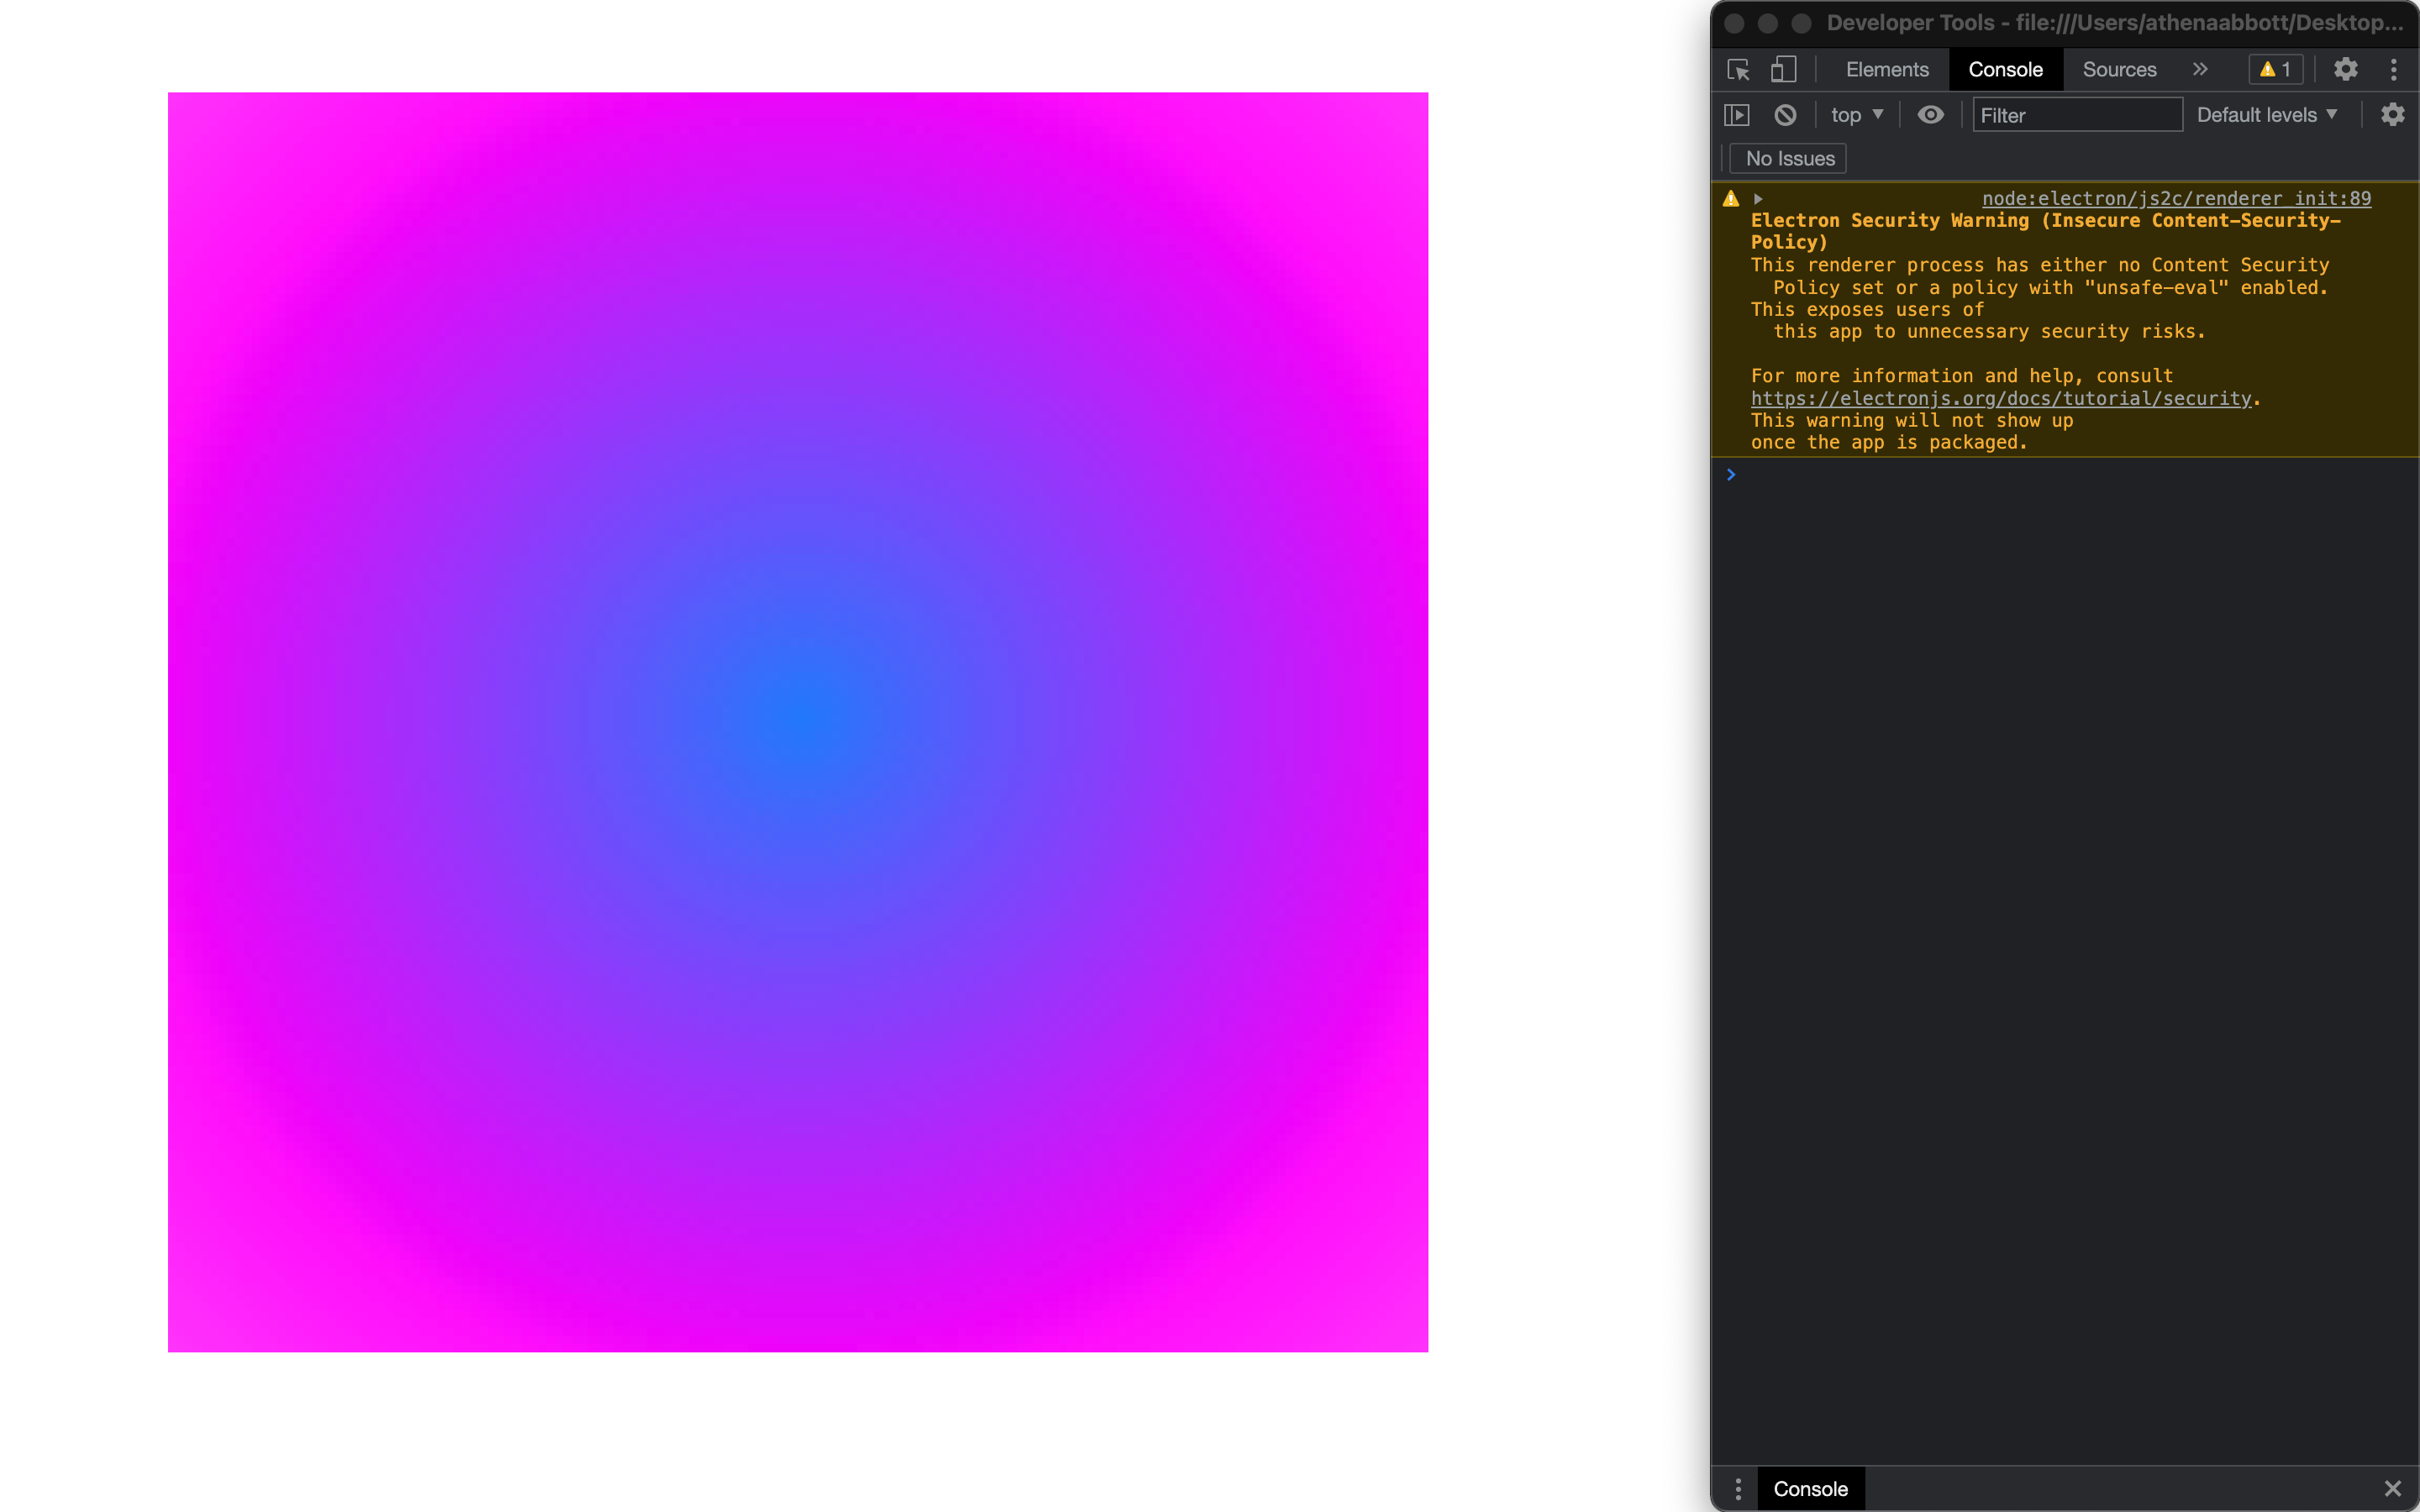 Developer Tools - file:///Users/athenaabbott/Desktop...
Elements Console Sources 1
top Filter Default levels
No Issues
node:electron/js2c/renderer_init:89
Electron Security Warning (Insecure Content-Security-
Policy)
This renderer process has either no Content Security
Policy set or a policy with "unsafe-eval" enabled.
This exposes users of
this app to unnecessary security risks.
For more information and help, consult
https://electronjs.org/docs/tutorial/security.
This warning will not show up
once the app is packaged.
Console